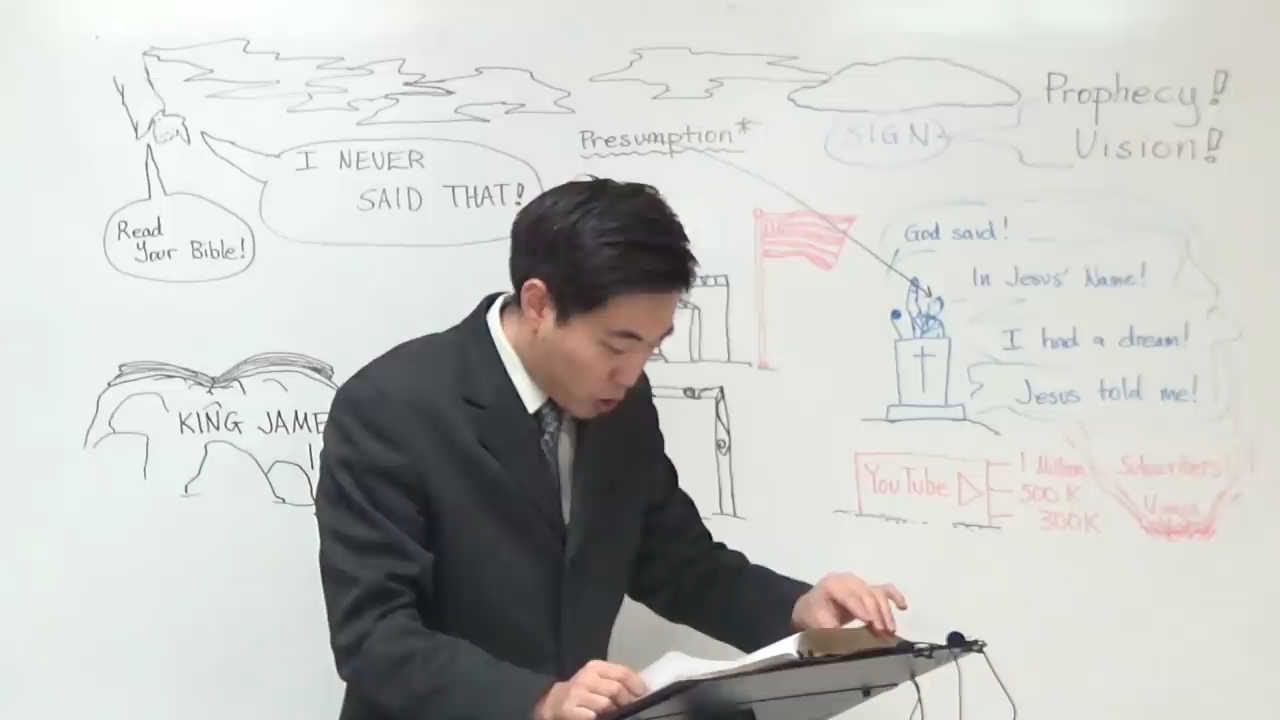 Prophecy!
Vision!
SIGN?
Presumption*
I NEVER
SAID THAT!
Read
Your Bible!
God said!
In Jesus' Name!
I had a dream!
Jesus told me!
KING JAME
YouTube
1 Million
500 K
300K
Subscribers!
Views